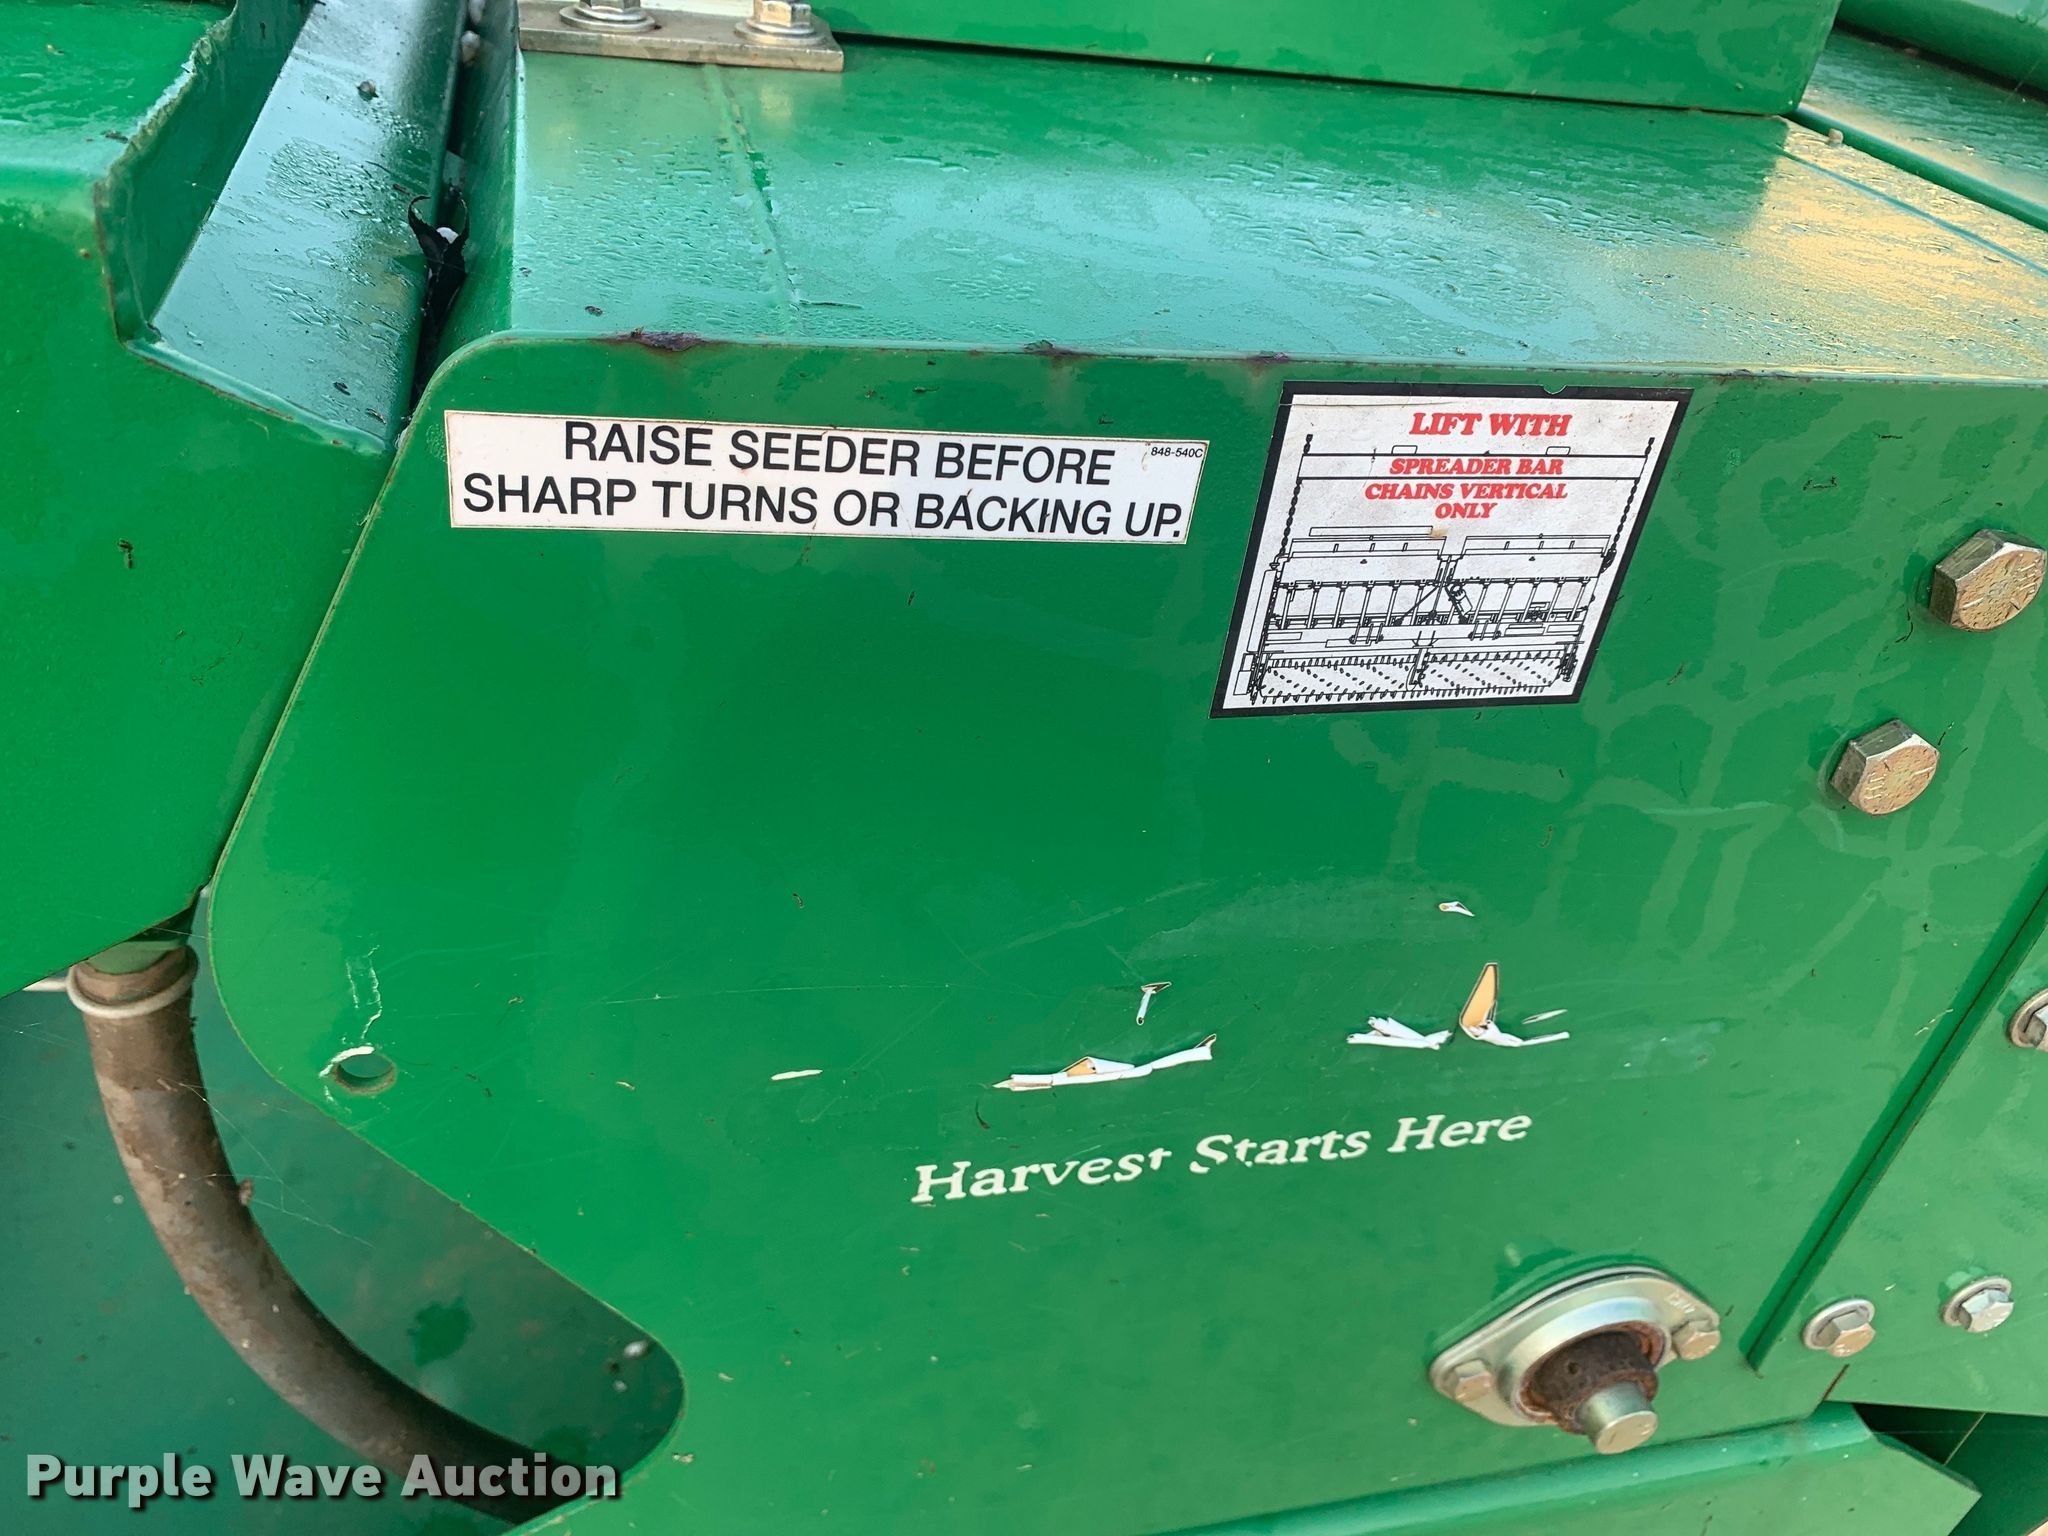 RAISE SEEDER BEFORE
848-540C
SHARP TURNS OR BACKING UP.
LIFT WITH
SPREADER BAR
CHAINS VERTICAL
ONLY
Harvest Starts Here
Purple Wave Auction